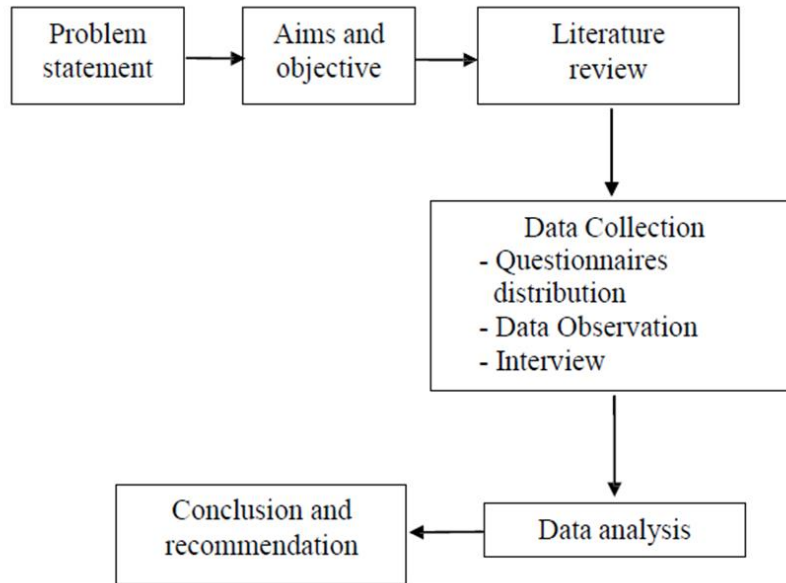 Problem
statement
Aims and
objective
Literature
review
Data Collection
- Questionnaires
distribution
- Data Observation
- Interview
Data analysis
Conclusion and
recommendation